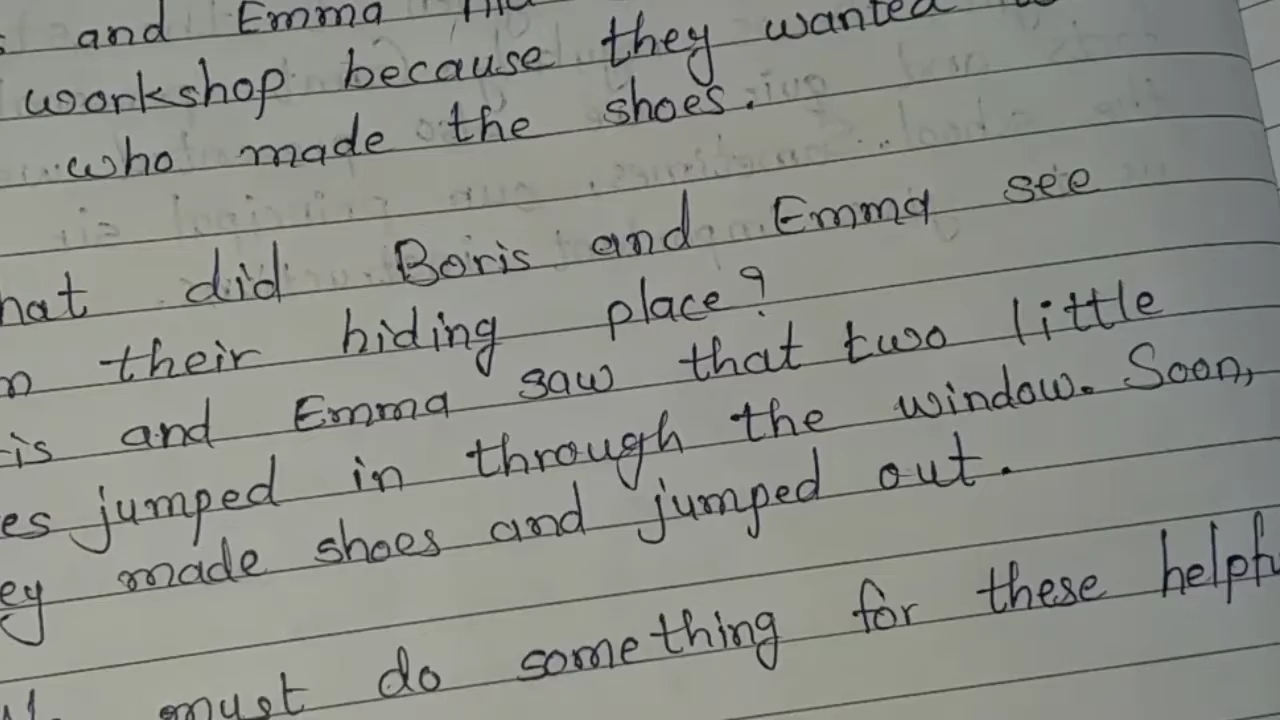 and Emma
workshop because they wanted
who made the shoes.
did Boris and Emma see
their hiding place?
and Emma saw that two little
jumped in through the window. Soon,
made shoes and jumped out.
must do something for these